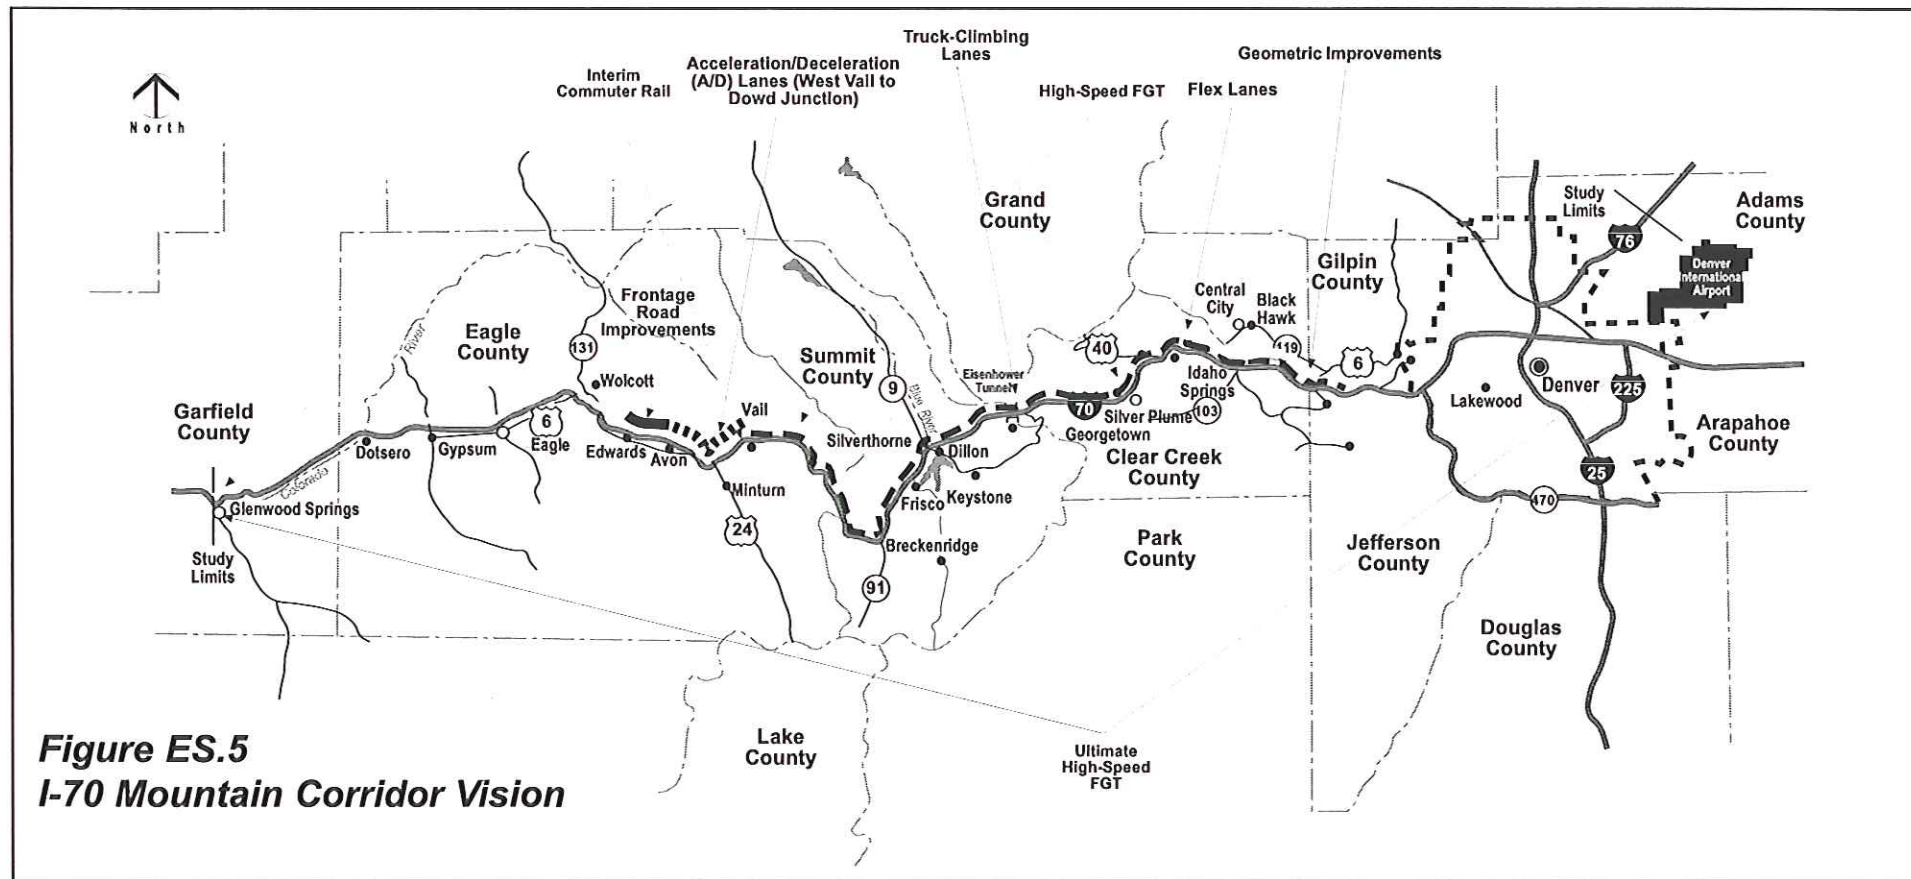 Truck-Climbing
Lanes
Geometric Improvements
Acceleration/Deceleration
(A/D) Lanes (West Vail to
Dowd Junction)
Interim
Commuter Rail
High-Speed FGT
Flex Lanes
North
Study
Limits
Adams
County
Grand
County
76
Gilpin
County
Denver
International
Airport
Central
City
Black
Hawk
Frontage
Road
Improvements
River
Eagle
County
131
Summit
County
40
119
6
Eisenhower
Tunnel
9
Blue River
Wolcott
Idaho
Springs
Denver
225
Lakewood
70
Silver Plume
103
Georgetown
Garfield
County
6
Vail
Eagle
Silverthorne
Arapahoe
County
Dotsero
Gypsum
Edwards
Avon
Dillon
Clear Creek
County
25
Colorado
Minturn
Frisco
Keystone
470
Glenwood Springs
24
Park
County
Jefferson
County
Breckenridge
Study
Limits
91
Douglas
County
Lake
County
Ultimate
High-Speed
FGT
Figure ES.5
I-70 Mountain Corridor Vision